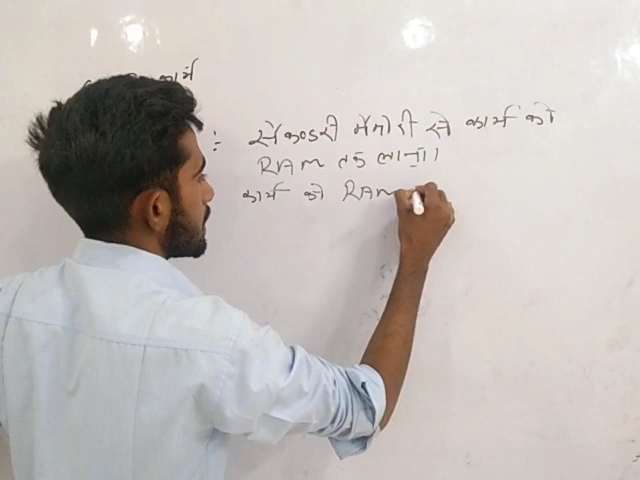 कार्य
:- सेकण्डरी मेमोरी से कार्य को
RAM तक लाना।
कार्य को RAM